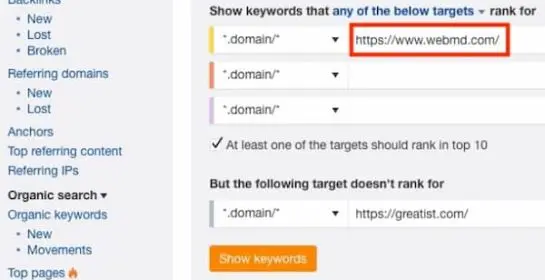 Backlinks
New
Lost
Broken
Referring domains
New
Lost
Anchors
Top referring content
Referring IPs
Organic search
Organic keywords
New
Movements
Top pages
Show keywords that any of the below targets rank for
*.domain/* https://www.webmd.com/
*.domain/*
*.domain/*
At least one of the targets should rank in top 10
But the following target doesn't rank for
*.domain/* https://greatist.com/
Show keywords